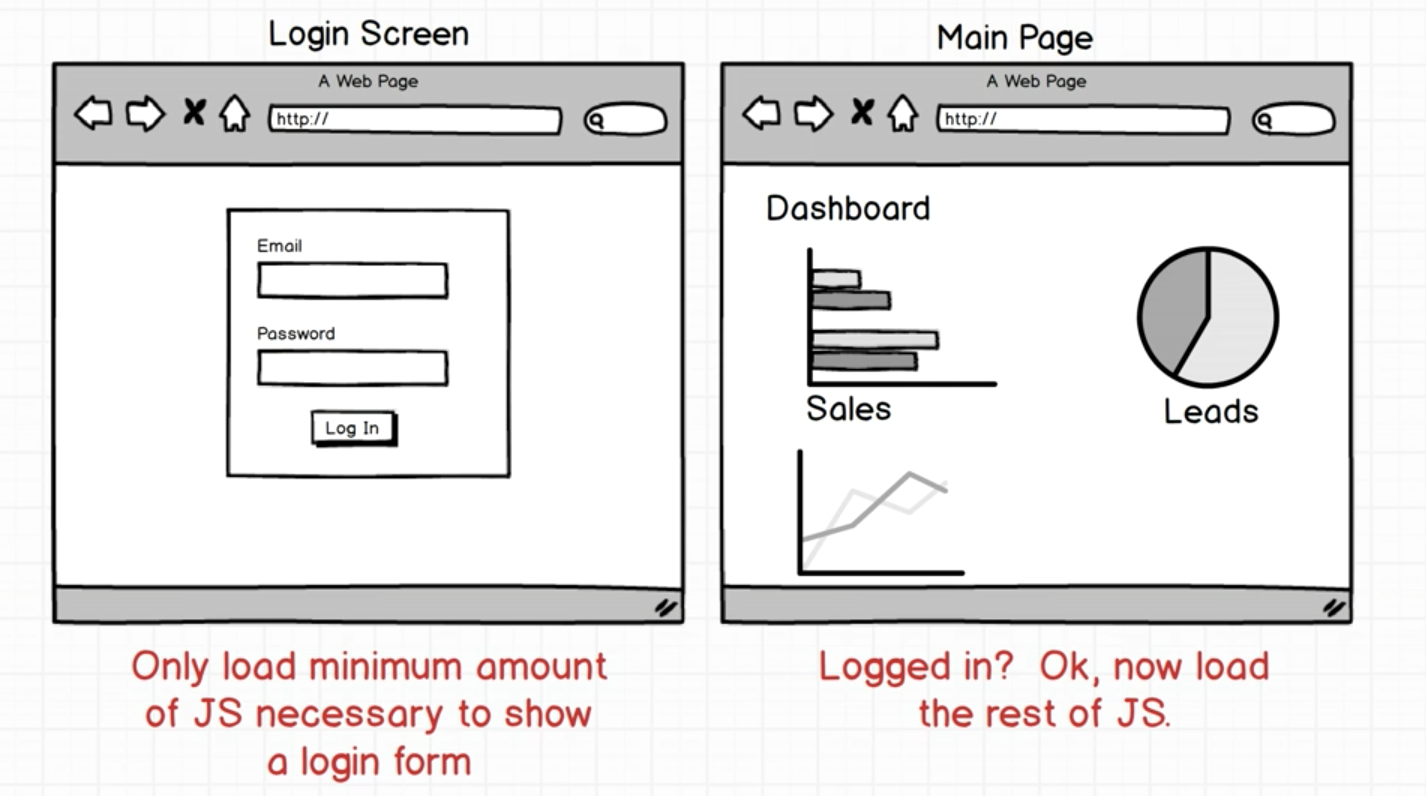 Login Screen
A Web Page
http://
Email
Password
Log In
Only load minimum amount
of JS necessary to show
a login form
Main Page
A Web Page
http://
Dashboard
Sales
Leads
Logged in? Ok, now load
the rest of JS.